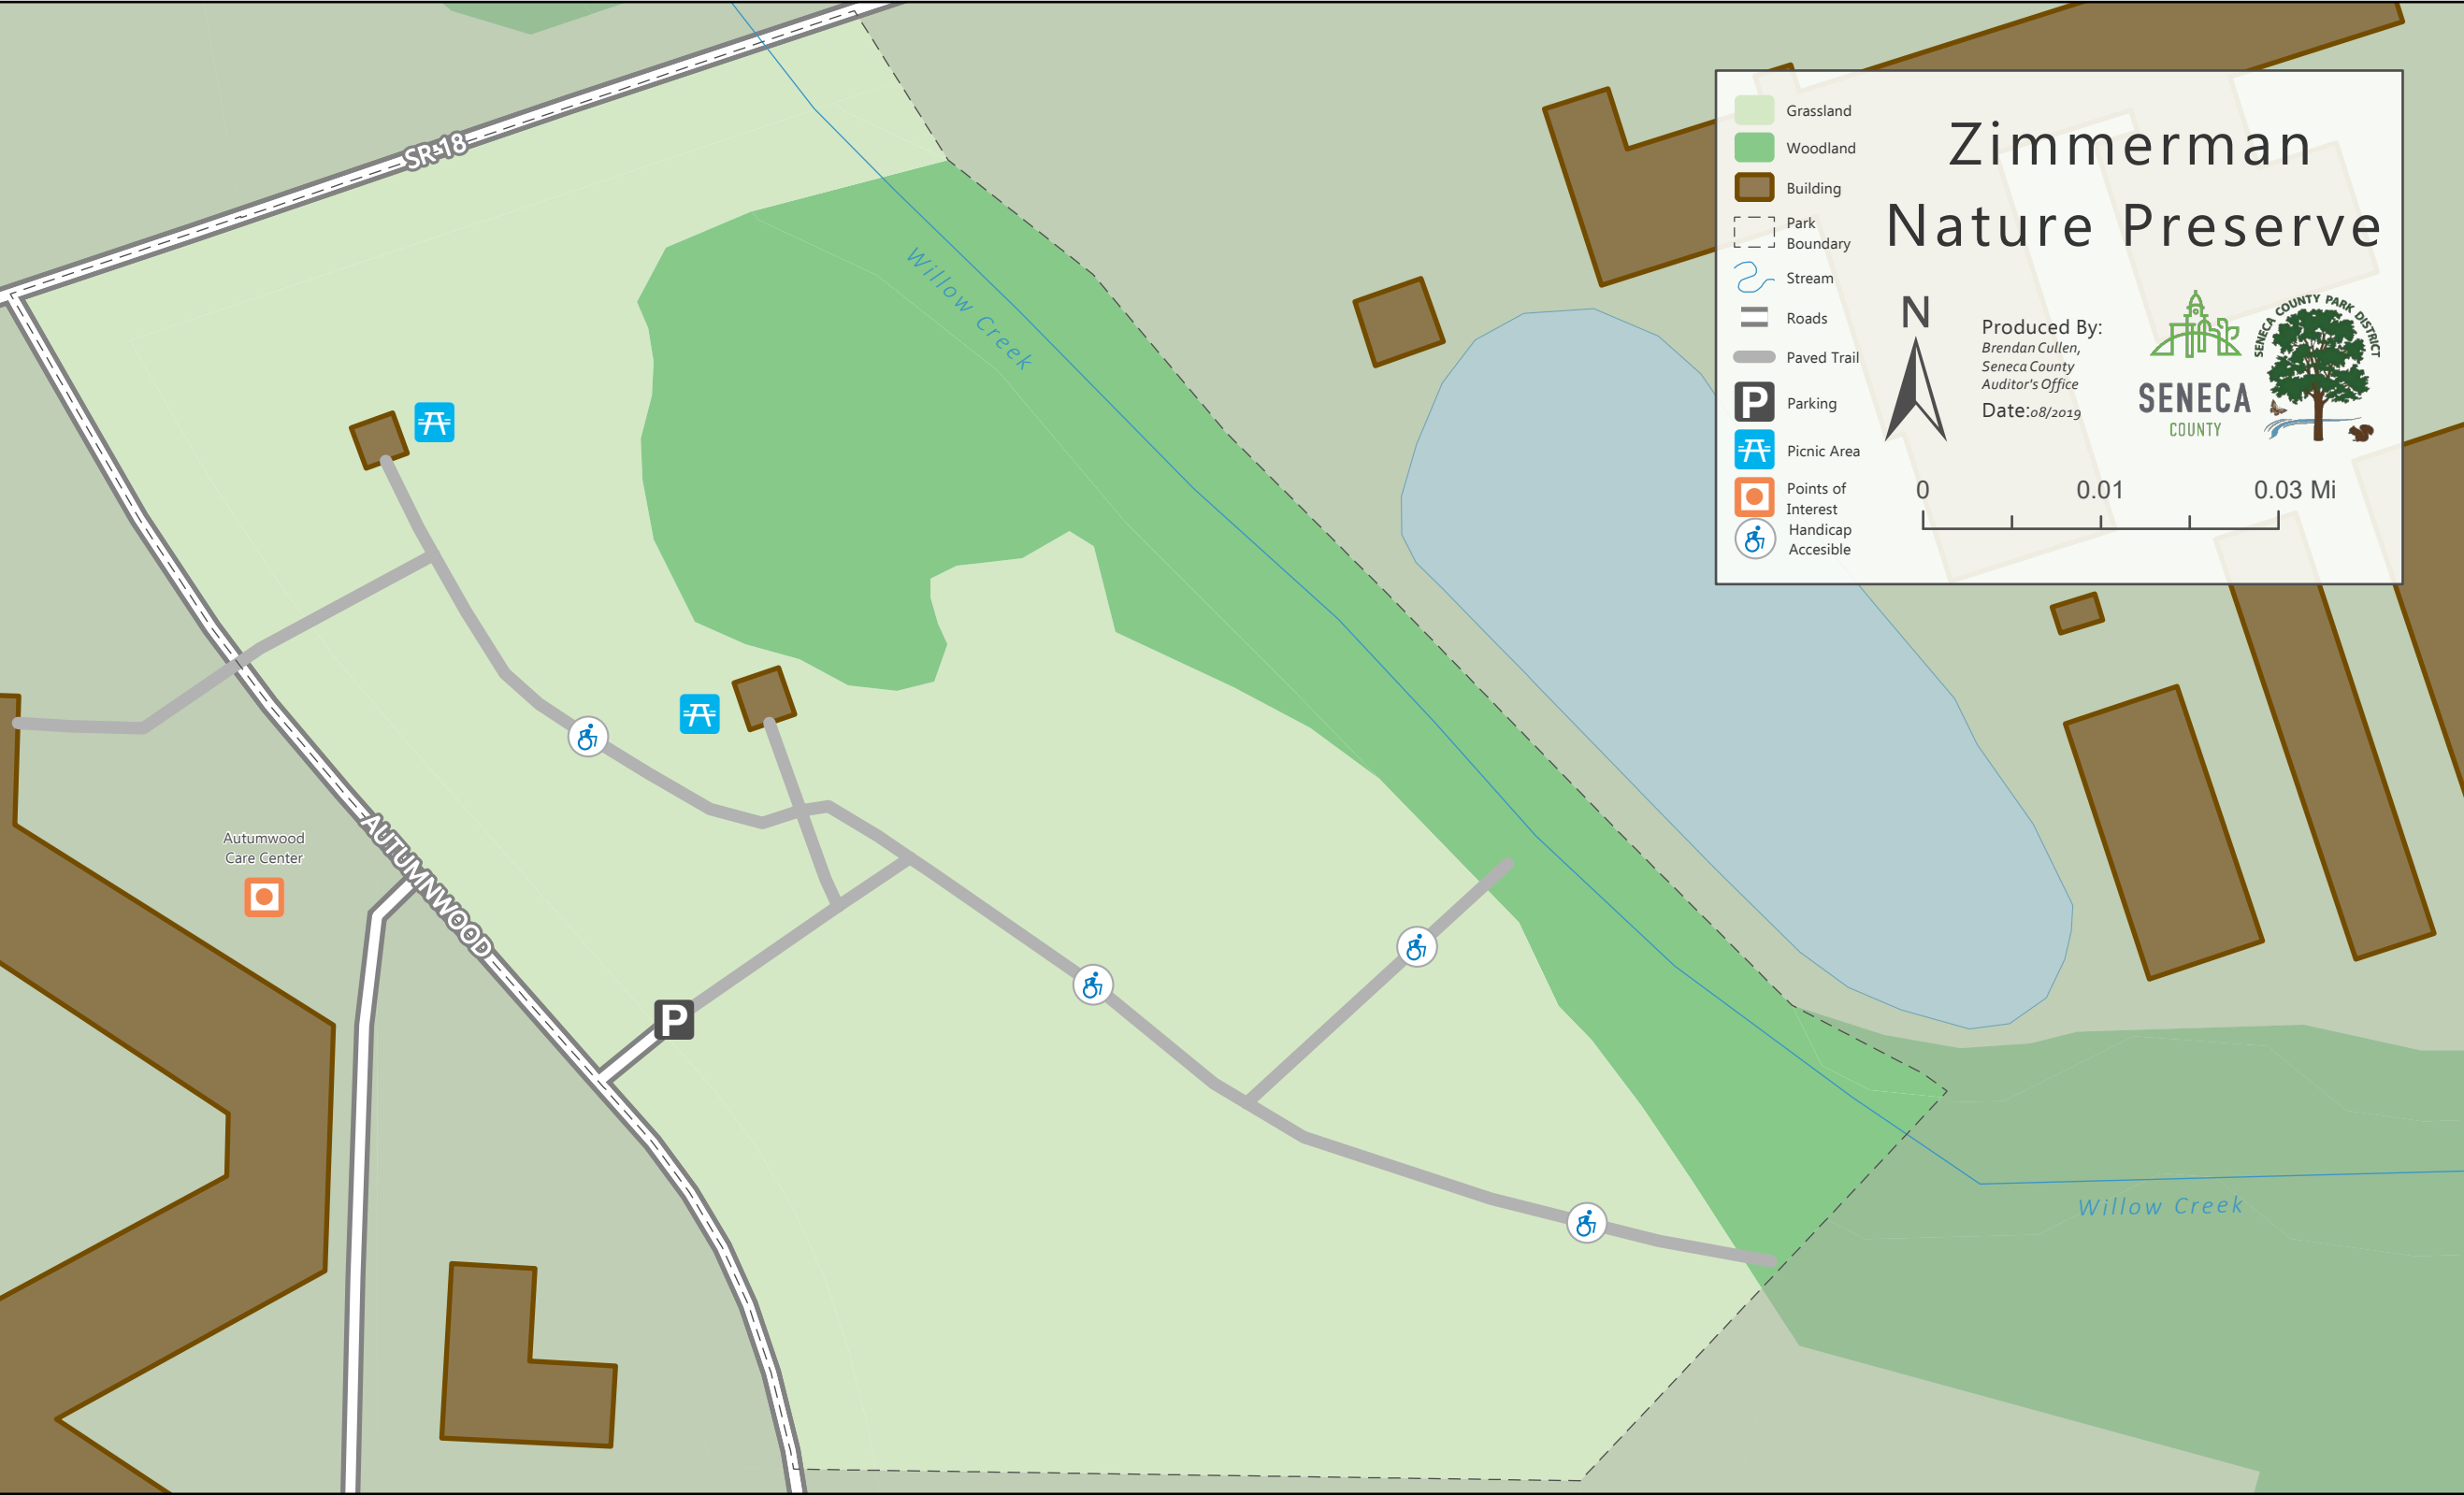 SR-18
Willow Creek
Autumwood
Care Center
AUTUMNWOOD
P
Willow Creek
Grassland
Woodland
Building
Park
Boundary
Stream
Roads
Paved Trail
P
Parking
Picnic Area
Points of
Interest
Handicap
Accesible
Zimmerman
Nature Preserve
N
Produced By:
Brendan Cullen,
Seneca County
Auditor's Office
Date:08/2019
SENECA
COUNTY
SENECA COUNTY PARK DISTRICT
0 0.01 0.03 Mi